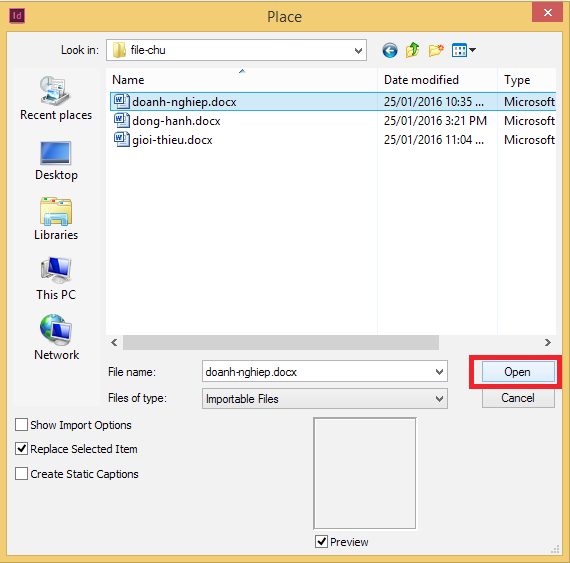 Id
Place
Look in:
file-chu
Recent places
Desktop
Libraries
This PC
Network
Name
Date modified
Type
doanh-nghiep.docx
25/01/2016 10:35 ...
Microsoft
dong-hanh.docx
25/01/2016 3:21 PM
Microsoft
gioi-thieu.docx
25/01/2016 11:04 ...
Microsoft
File name:
doanh-nghiep.docx
Open
Files of type:
Importable Files
Cancel
Show Import Options
Replace Selected Item
Create Static Captions
Preview